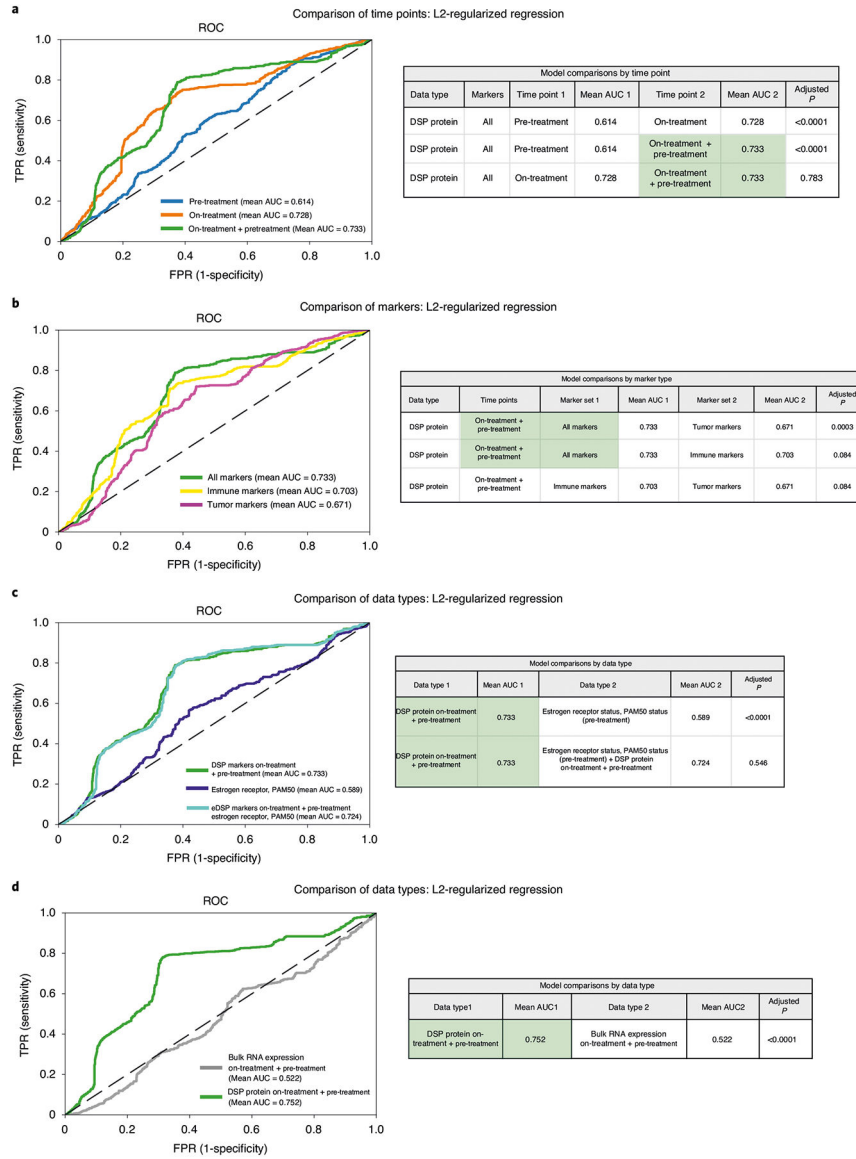 a
Comparison of time points: L2-regularized regression
ROC
TPR (sensitivity)
1.0
0.8
0.6
0.4
0.2
0
0 0.2 0.4 0.6 0.8 1.0
FPR (1-specificity)
Pre-treatment (mean AUC = 0.614)
On-treatment (mean AUC = 0.728)
On-treatment + pretreatment (Mean AUC = 0.733)
Model comparisons by time point
Data type Markers Time point 1 Mean AUC 1 Time point 2 Mean AUC 2 Adjusted
P
DSP protein All Pre-treatment 0.614 On-treatment 0.728 <0.0001
DSP protein All Pre-treatment 0.614 On-treatment + 0.733 <0.0001
pre-treatment
DSP protein All On-treatment 0.728 On-treatment 0.733 0.783
+ pre-treatment
b
Comparison of markers: L2-regularized regression
ROC
TPR (sensitivity)
1.0
0.8
0.6
0.4
0.2
0
0 0.2 0.4 0.6 0.8 1.0
FPR (1-specificity)
All markers (mean AUC = 0.733)
Immune markers (mean AUC = 0.703)
Tumor markers (mean AUC = 0.671)
Model comparisons by marker type
Data type Time points Marker set 1 Mean AUC 1 Marker set 2 Mean AUC 2 Adjusted
P
DSP protein On-treatment + All markers 0.733 Tumor markers 0.671 0.0003
pre-treatment
DSP protein On-treatment + All markers 0.733 Immune markers 0.703 0.084
pre-treatment
DSP protein On-treatment + Immune markers 0.703 Tumor markers 0.671 0.084
pre-treatment
c
Comparison of data types: L2-regularized regression
ROC
TPR (sensitivity)
1.0
0.8
0.6
0.4
0.2
0
0 0.2 0.4 0.6 0.8 1.0
FPR (1-specificity)
DSP markers on-treatment
+ pre-treatment (mean AUC = 0.733)
Estrogen receptor, PAM50 (mean AUC = 0.589)
eDSP markers on-treatment + pre-treatment
estrogen receptor, PAM50 (mean AUC = 0.724)
Model comparisons by data type
Data type 1 Mean AUC 1 Data type 2 Mean AUC 2 Adjusted
P
DSP protein on-treatment 0.733 Estrogen receptor status, PAM50 status 0.589 <0.0001
+ pre-treatment (pre-treatment)
DSP protein on-treatment 0.733 Estrogen receptor status, PAM50 status 0.724 0.546
+ pre-treatment (pre-treatment) + DSP protein
on-treatment + pre-treatment
d
Comparison of data types: L2-regularized regression
ROC
TPR (sensitivity)
1.0
0.8
0.6
0.4
0.2
0
0 0.2 0.4 0.6 0.8 1.0
FPR (1-specificity)
Bulk RNA expression
on-treatment + pre-treatment
(Mean AUC = 0.522)
DSP protein on-treatment + pre-treatment
(Mean AUC = 0.752)
Model comparisons by data type
Data type1 Mean AUC1 Data type 2 Mean AUC2 Adjusted
P
DSP protein on- 0.752 Bulk RNA expression 0.522 <0.0001
treatment + pre-treatment on-treatment + pre-treatment